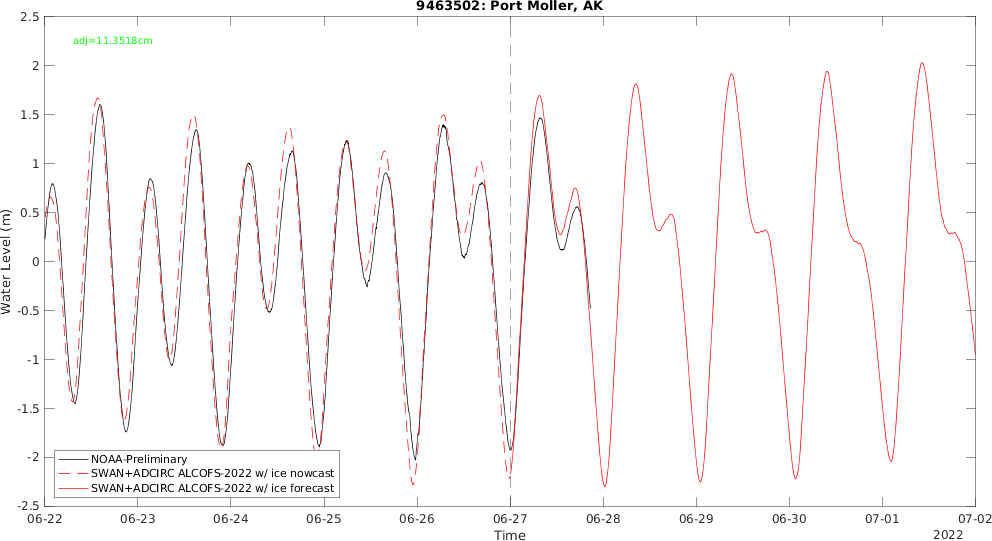 9463502: Port Moller, AK
adj=11.3518cm
Water Level (m)
2.5
2
1.5
1
0.5
0
-0.5
-1
-1.5
-2
-2.5
NOAA-Preliminary
SWAN+ADCIRC ALCOFS-2022 w/ ice nowcast
SWAN+ADCIRC ALCOFS-2022 w/ ice forecast
06-22 06-23 06-24 06-25 06-26 06-27 06-28 06-29 06-30 07-01 07-02
Time
2022